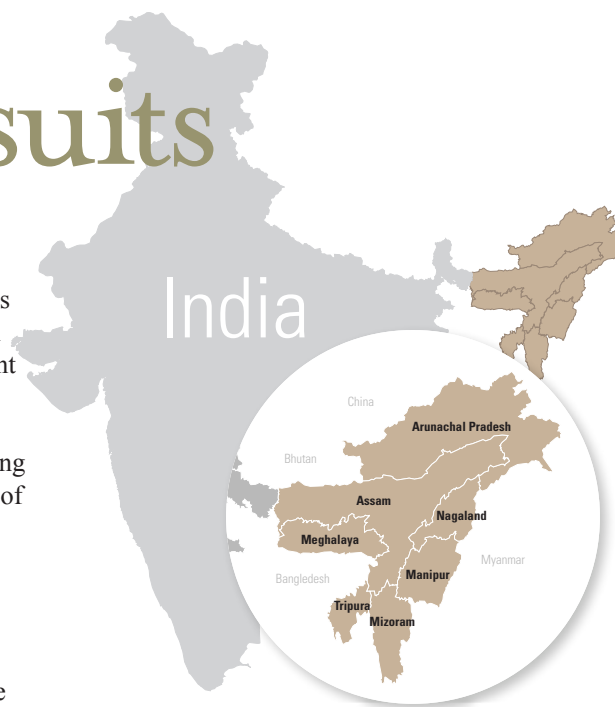 suits
s
nt
ng
of
e
India
China
Arunachal Pradesh
Bhutan
Assam
Nagaland
Meghalaya
Myanmar
Bangledesh
Manipur
Tripura
Mizoram